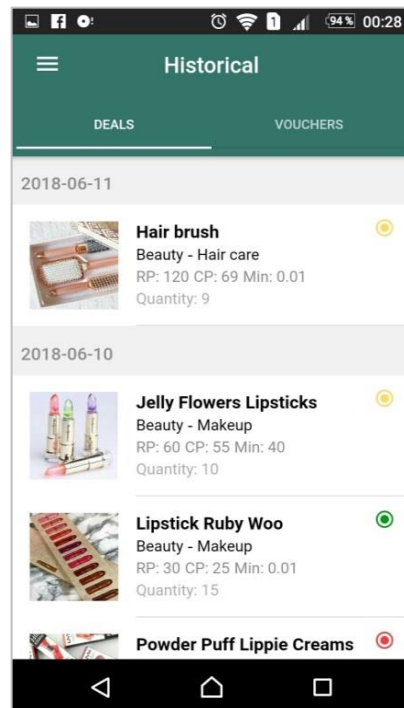 1 94% 00:28
Historical
DEALS VOUCHERS
2018-06-11
Hair brush
Beauty - Hair care
RP: 120 CP: 69 Min: 0.01
Quantity: 9
2018-06-10
Jelly Flowers Lipsticks
Beauty - Makeup
RP: 60 CP: 55 Min: 40
Quantity: 10
Lipstick Ruby Woo
Beauty - Makeup
RP: 30 CP: 25 Min: 0.01
Quantity: 15
Powder Puff Lippie Creams